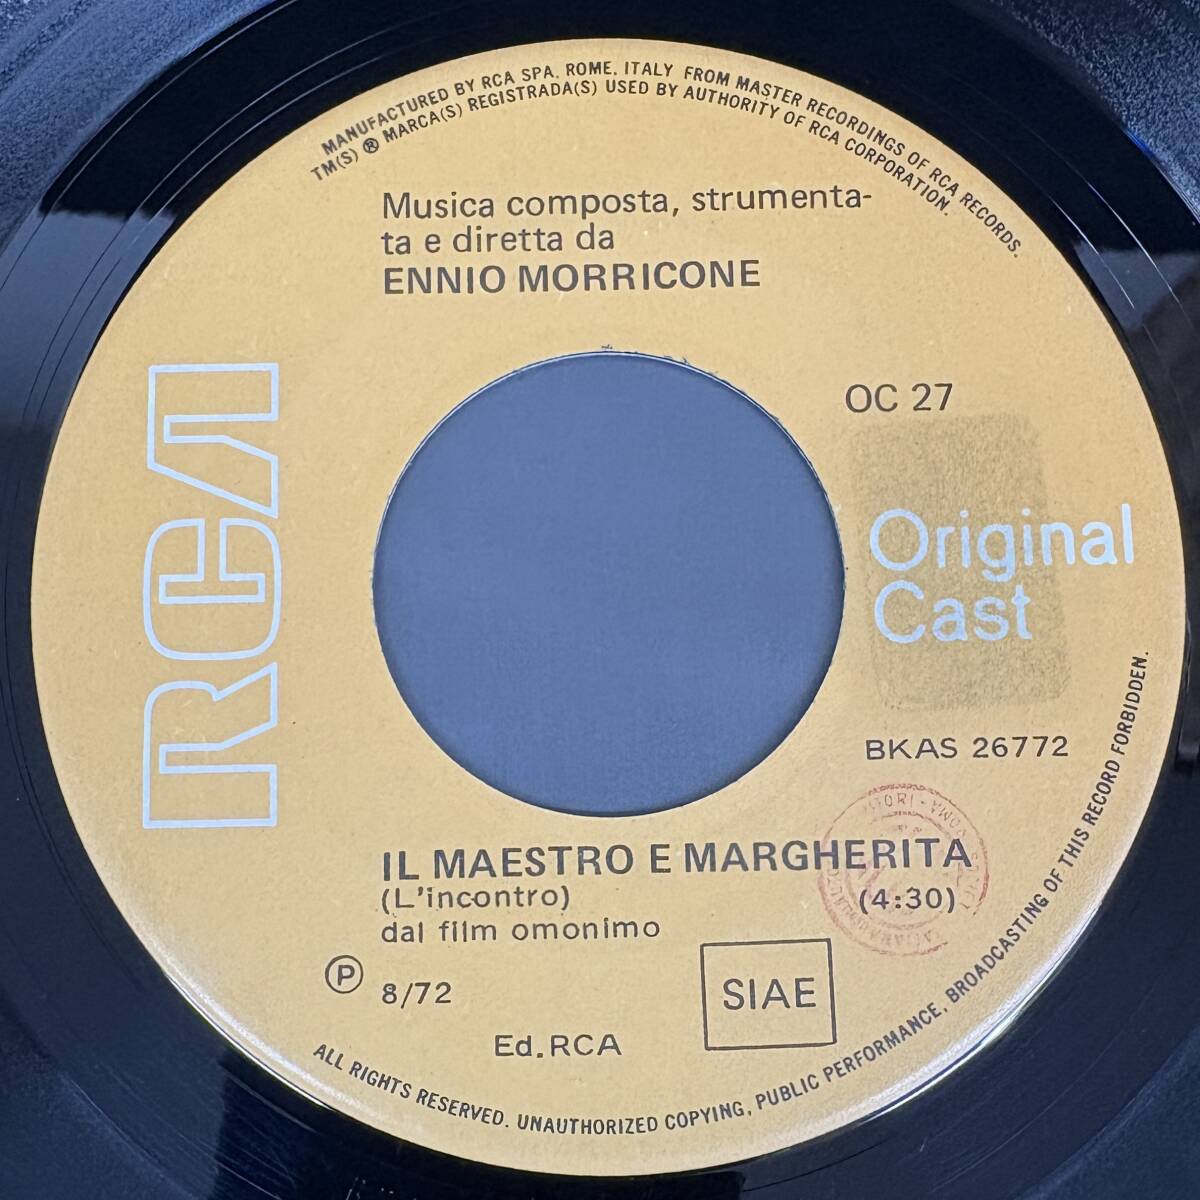 MANUFACTURED BY RCA SPA. ROME. ITALY FROM MASTER RECORDINGS OF RCA RECORDS.
TM(S) ® MARCA(S) REGISTRADA(S) USED BY AUTHORITY OF RCA CORPORATION.
Musica composta, strumenta-
ta e diretta da
ENNIO MORRICONE
RCA
OC 27
Original
Cast
BKAS 26772
IL MAESTRO E MARGHERITA
(L'incontro) (4:30)
dal film omonimo
℗ 8/72
SIAE
Ed.RCA
ALL RIGHTS RESERVED. UNAUTHORIZED COPYING, PUBLIC PERFORMANCE, BROADCASTING OF THIS RECORD FORBIDDEN.